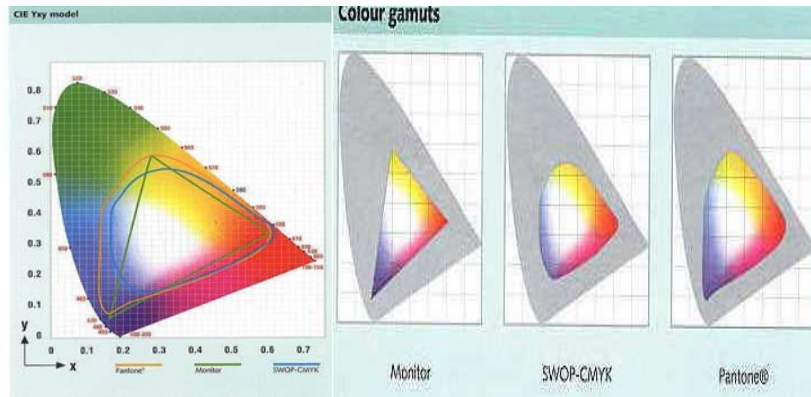 CIE Yxy model
0.8
0.7
0.6
0.5
0.4
0.3
0.2
0.1
0
y
x
0 0.1 0.2 0.3 0.4 0.5 0.6 0.7
520
560
Pantone® Monitor SWOP-CMYK
Colour gamuts
Monitor SWOP-CMYK Pantone®